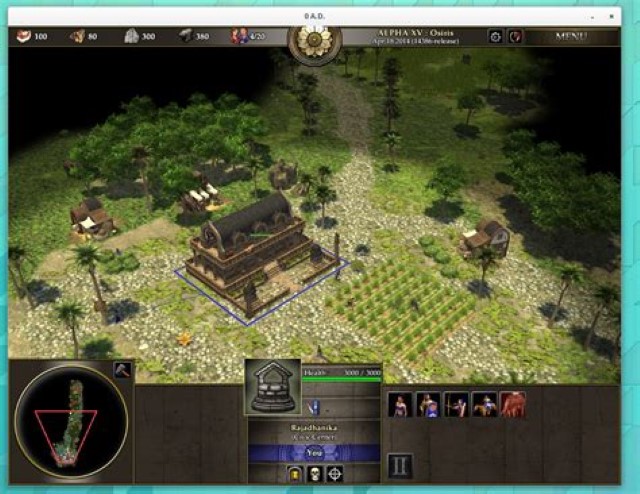 0 A.D.
100 80 300 380 4/20
ALPHA XV : Osiris
Apr 18 2014 (14386-release)
MENU
Health 3000 / 3000
Rajadhanika
(Civic Center)
You